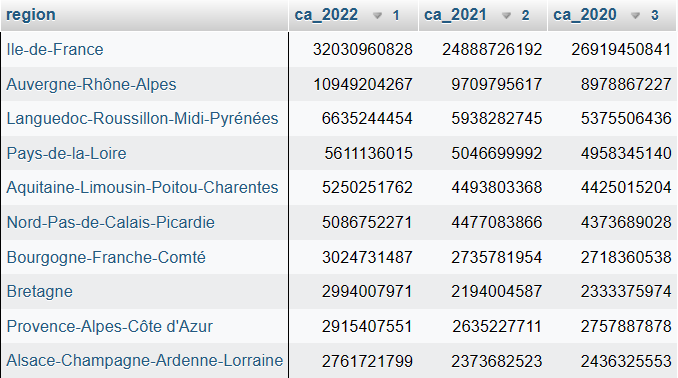 region ca_2022 1 ca_2021 2 ca_2020 3
Ile-de-France 32030960828 24888726192 26919450841
Auvergne-Rhône-Alpes 10949204267 9709795617 8978867227
Languedoc-Roussillon-Midi-Pyrénées 6635244454 5938282745 5375506436
Pays-de-la-Loire 5611136015 5046699992 4958345140
Aquitaine-Limousin-Poitou-Charentes 5250251762 4493803368 4425015204
Nord-Pas-de-Calais-Picardie 5086752271 4477083866 4373689028
Bourgogne-Franche-Comté 3024731487 2735781954 2718360538
Bretagne 2994007971 2194004587 2333375974
Provence-Alpes-Côte d'Azur 2915407551 2635227711 2757887878
Alsace-Champagne-Ardenne-Lorraine 2761721799 2373682523 2436325553